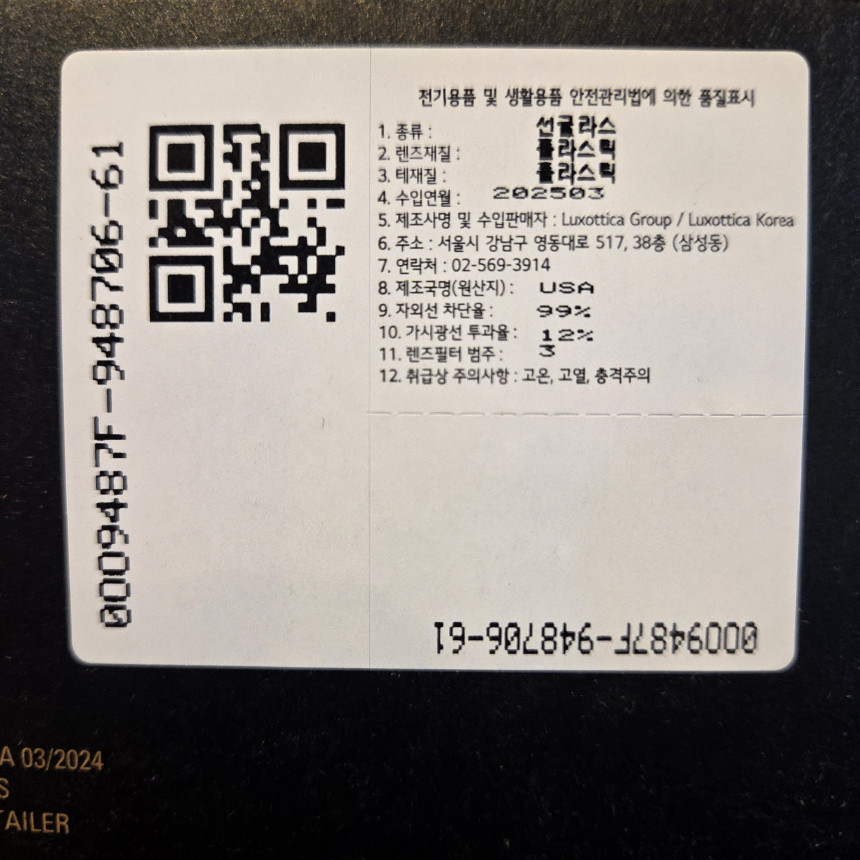 0009487F-948706-61
전기용품 및 생활용품 안전관리법에 의한 품질표시
1. 종류 : 선글라스
2. 렌즈재질 : 플라스틱
3. 테재질 : 플라스틱
4. 수입연월 : 202503
5. 제조사명 및 수입판매자 : Luxottica Group / Luxottica Korea
6. 주소 : 서울시 강남구 영동대로 517, 38층 (삼성동)
7. 연락처 : 02-569-3914
8. 제조국명(원산지) : USA
9. 자외선 차단율 : 99%
10. 가시광선 투과율 : 12%
11. 렌즈필터 범주 : 3
12. 취급상 주의사항 : 고온, 고열, 충격주의
0009487F-948706-61
A 03/2024
S
TAILER